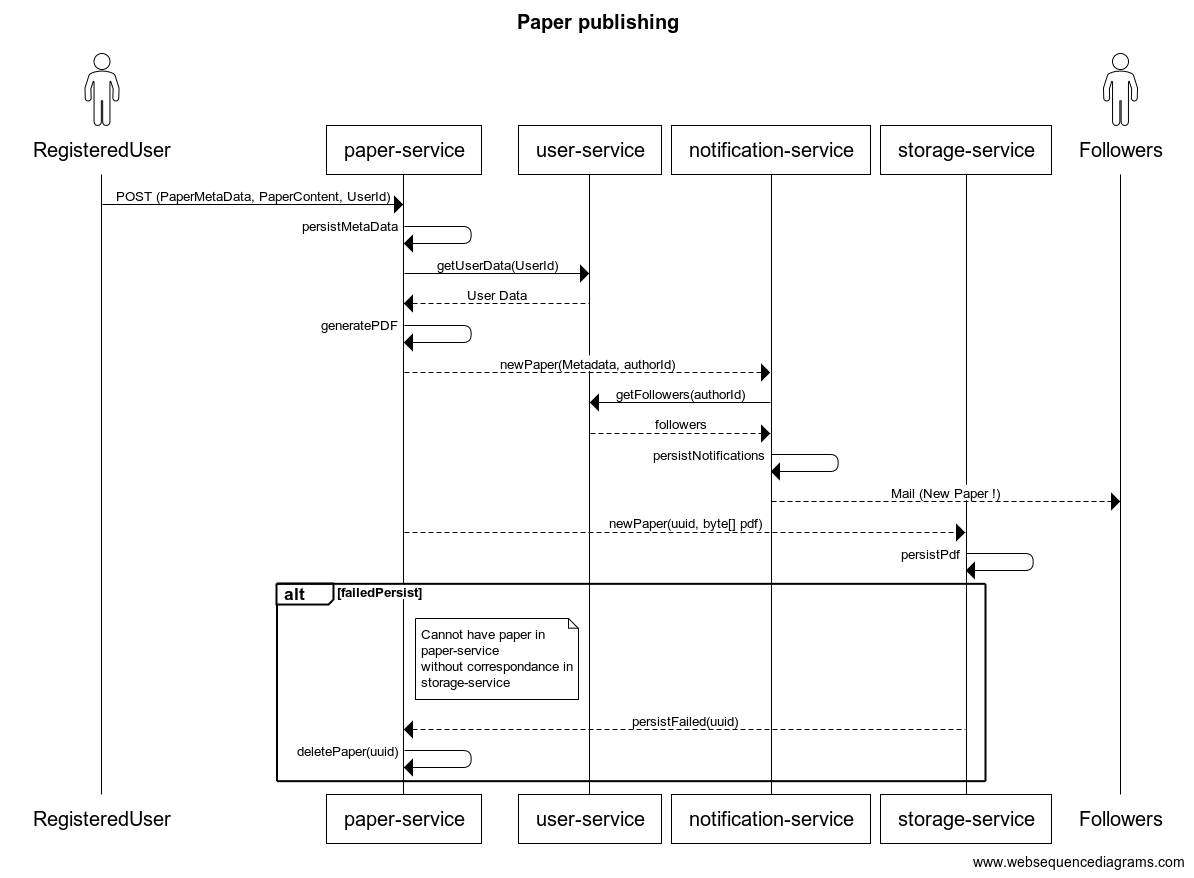 Paper publishing
RegisteredUser
paper-service
user-service
notification-service
storage-service
Followers
POST (PaperMetaData, PaperContent, UserId)
persistMetaData
getUserData(UserId)
User Data
generatePDF
newPaper(Metadata, authorId)
getFollowers(authorId)
followers
persistNotifications
Mail (New Paper !)
newPaper(uuid, byte[] pdf)
persistPdf
alt
[failedPersist]
Cannot have paper in
paper-service
without correspondance in
storage-service
persistFailed(uuid)
deletePaper(uuid)
RegisteredUser
paper-service
user-service
notification-service
storage-service
Followers
www.websequencediagrams.com